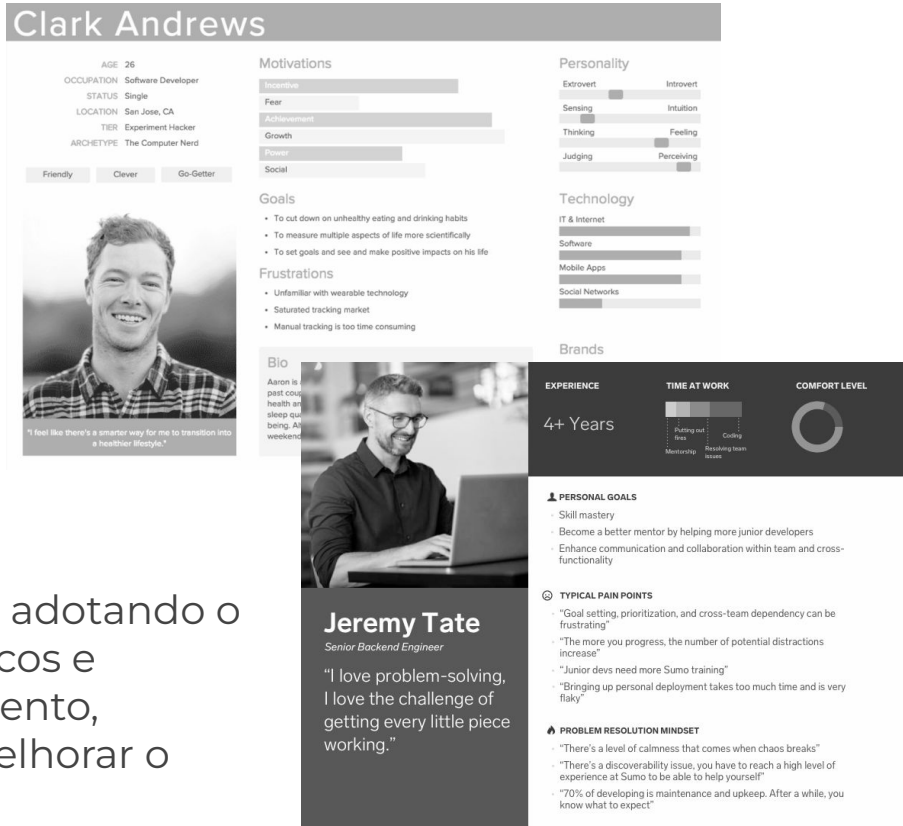 Clark Andrews
AGE 26
OCCUPATION Software Developer
STATUS Single
LOCATION San Jose, CA
TIER Experiment Hacker
ARCHETYPE The Computer Nerd
Friendly Clever Go-Getter
"I feel like there's a smarter way for me to transition into
a healthier lifestyle."
Motivations
Incentive
Fear
Achievement
Growth
Power
Social
Goals
• To cut down on unhealthy eating and drinking habits
• To measure multiple aspects of life more scientifically
• To set goals and see and make positive impacts on his life
Frustrations
• Unfamiliar with wearable technology
• Saturated tracking market
• Manual tracking is too time consuming
Bio
Aaron is
past
health
sleep
being.
weekend
Personality
Extrovert Introvert
Sensing Intuition
Thinking Feeling
Judging Perceiving
Technology
IT & Internet
Software
Mobile Apps
Social Networks
Brands
Jeremy Tate
Senior Backend Engineer
"I love problem-solving,
I love the challenge of
getting every little piece
working."
EXPERIENCE
4+ Years
TIME AT WORK
Putting out
fires
Coding
Mentorship
Resolving team
issues
COMFORT LEVEL
PERSONAL GOALS
Skill mastery
Become a better mentor by helping more junior developers
Enhance communication and collaboration within team and cross-
functionality
TYPICAL PAIN POINTS
"Goal setting, prioritization, and cross-team dependency can be
frustrating"
"The more you progress, the number of potential distractions
increase"
"Junior devs need more Sumo training"
"Bringing up personal deployment takes too much time and is very
flaky"
PROBLEM RESOLUTION MINDSET
"There's a level of calmness that comes when chaos breaks"
"There's a discoverability issue, you have to reach a high level of
experience at Sumo to be able to help yourself"
"70% of developing is maintenance and upkeep. After a while, you
know what to expect"
adotando o
cos e
ento,
elhorar o